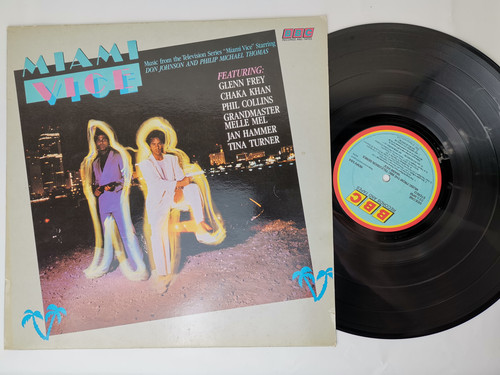 MIAMI
VICE
BBC
Music from the Television Series "Miami Vice" Starring
DON JOHNSON AND PHILIP MICHAEL THOMAS
FEATURING:
GLENN FREY
CHAKA KHAN
PHIL COLLINS
GRANDMASTER
MELLE MEL
JAN HAMMER
TINA TURNER
BBC